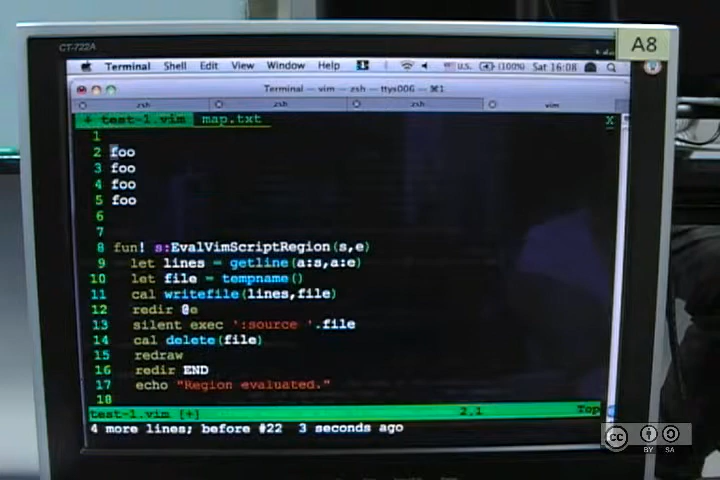 CT-722A
A8
Terminal Shell Edit View Window Help U.S. (100%) Sat 16:08
Terminal — vim — zsh — ttys006 — ⌘1
zsh zsh zsh vim
+ test-1.vim map.txt X
1
2 foo
3 foo
4 foo
5 foo
6
7
8 fun! s:EvalVimScriptRegion(s,e)
9 let lines = getline(a:s,a:e)
10 let file = tempname()
11 cal writefile(lines,file)
12 redir @e
13 silent exec ':source '.file
14 cal delete(file)
15 redraw
16 redir END
17 echo "Region evaluated."
18
test-1.vim [+] 2,1 Top
4 more lines; before #22 3 seconds ago
cc
BY SA